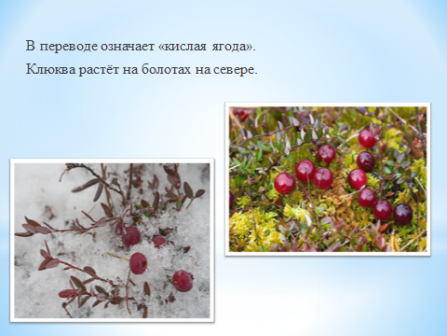 В переводе означает «кислая ягода».
Клюква растёт на болотах на севере.